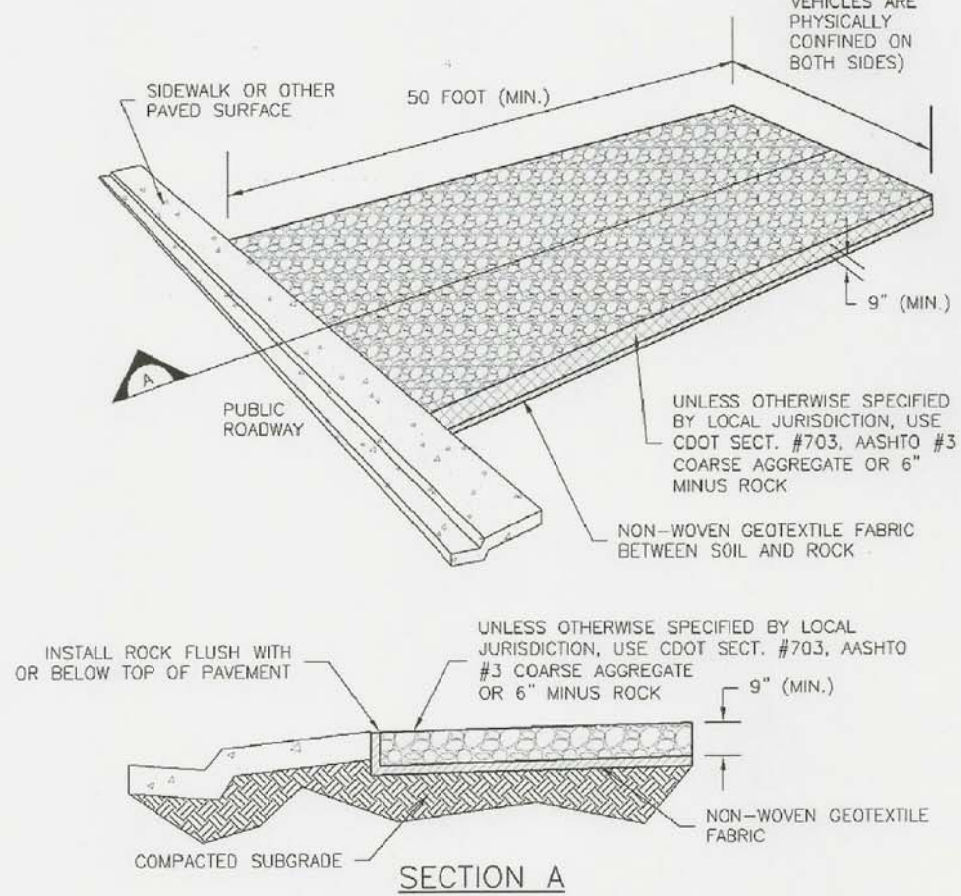 VEHICLES ARE
PHYSICALLY
CONFINED ON
BOTH SIDES)
SIDEWALK OR OTHER
PAVED SURFACE
50 FOOT (MIN.)
9" (MIN.)
A
PUBLIC
ROADWAY
UNLESS OTHERWISE SPECIFIED
BY LOCAL JURISDICTION, USE
CDOT SECT. #703, AASHTO #3
COARSE AGGREGATE OR 6"
MINUS ROCK
NON-WOVEN GEOTEXTILE FABRIC
BETWEEN SOIL AND ROCK
INSTALL ROCK FLUSH WITH
OR BELOW TOP OF PAVEMENT
UNLESS OTHERWISE SPECIFIED BY LOCAL
JURISDICTION, USE CDOT SECT. #703, AASHTO
#3 COARSE AGGREGATE
OR 6" MINUS ROCK
9" (MIN.)
NON-WOVEN GEOTEXTILE
FABRIC
COMPACTED SUBGRADE
SECTION A